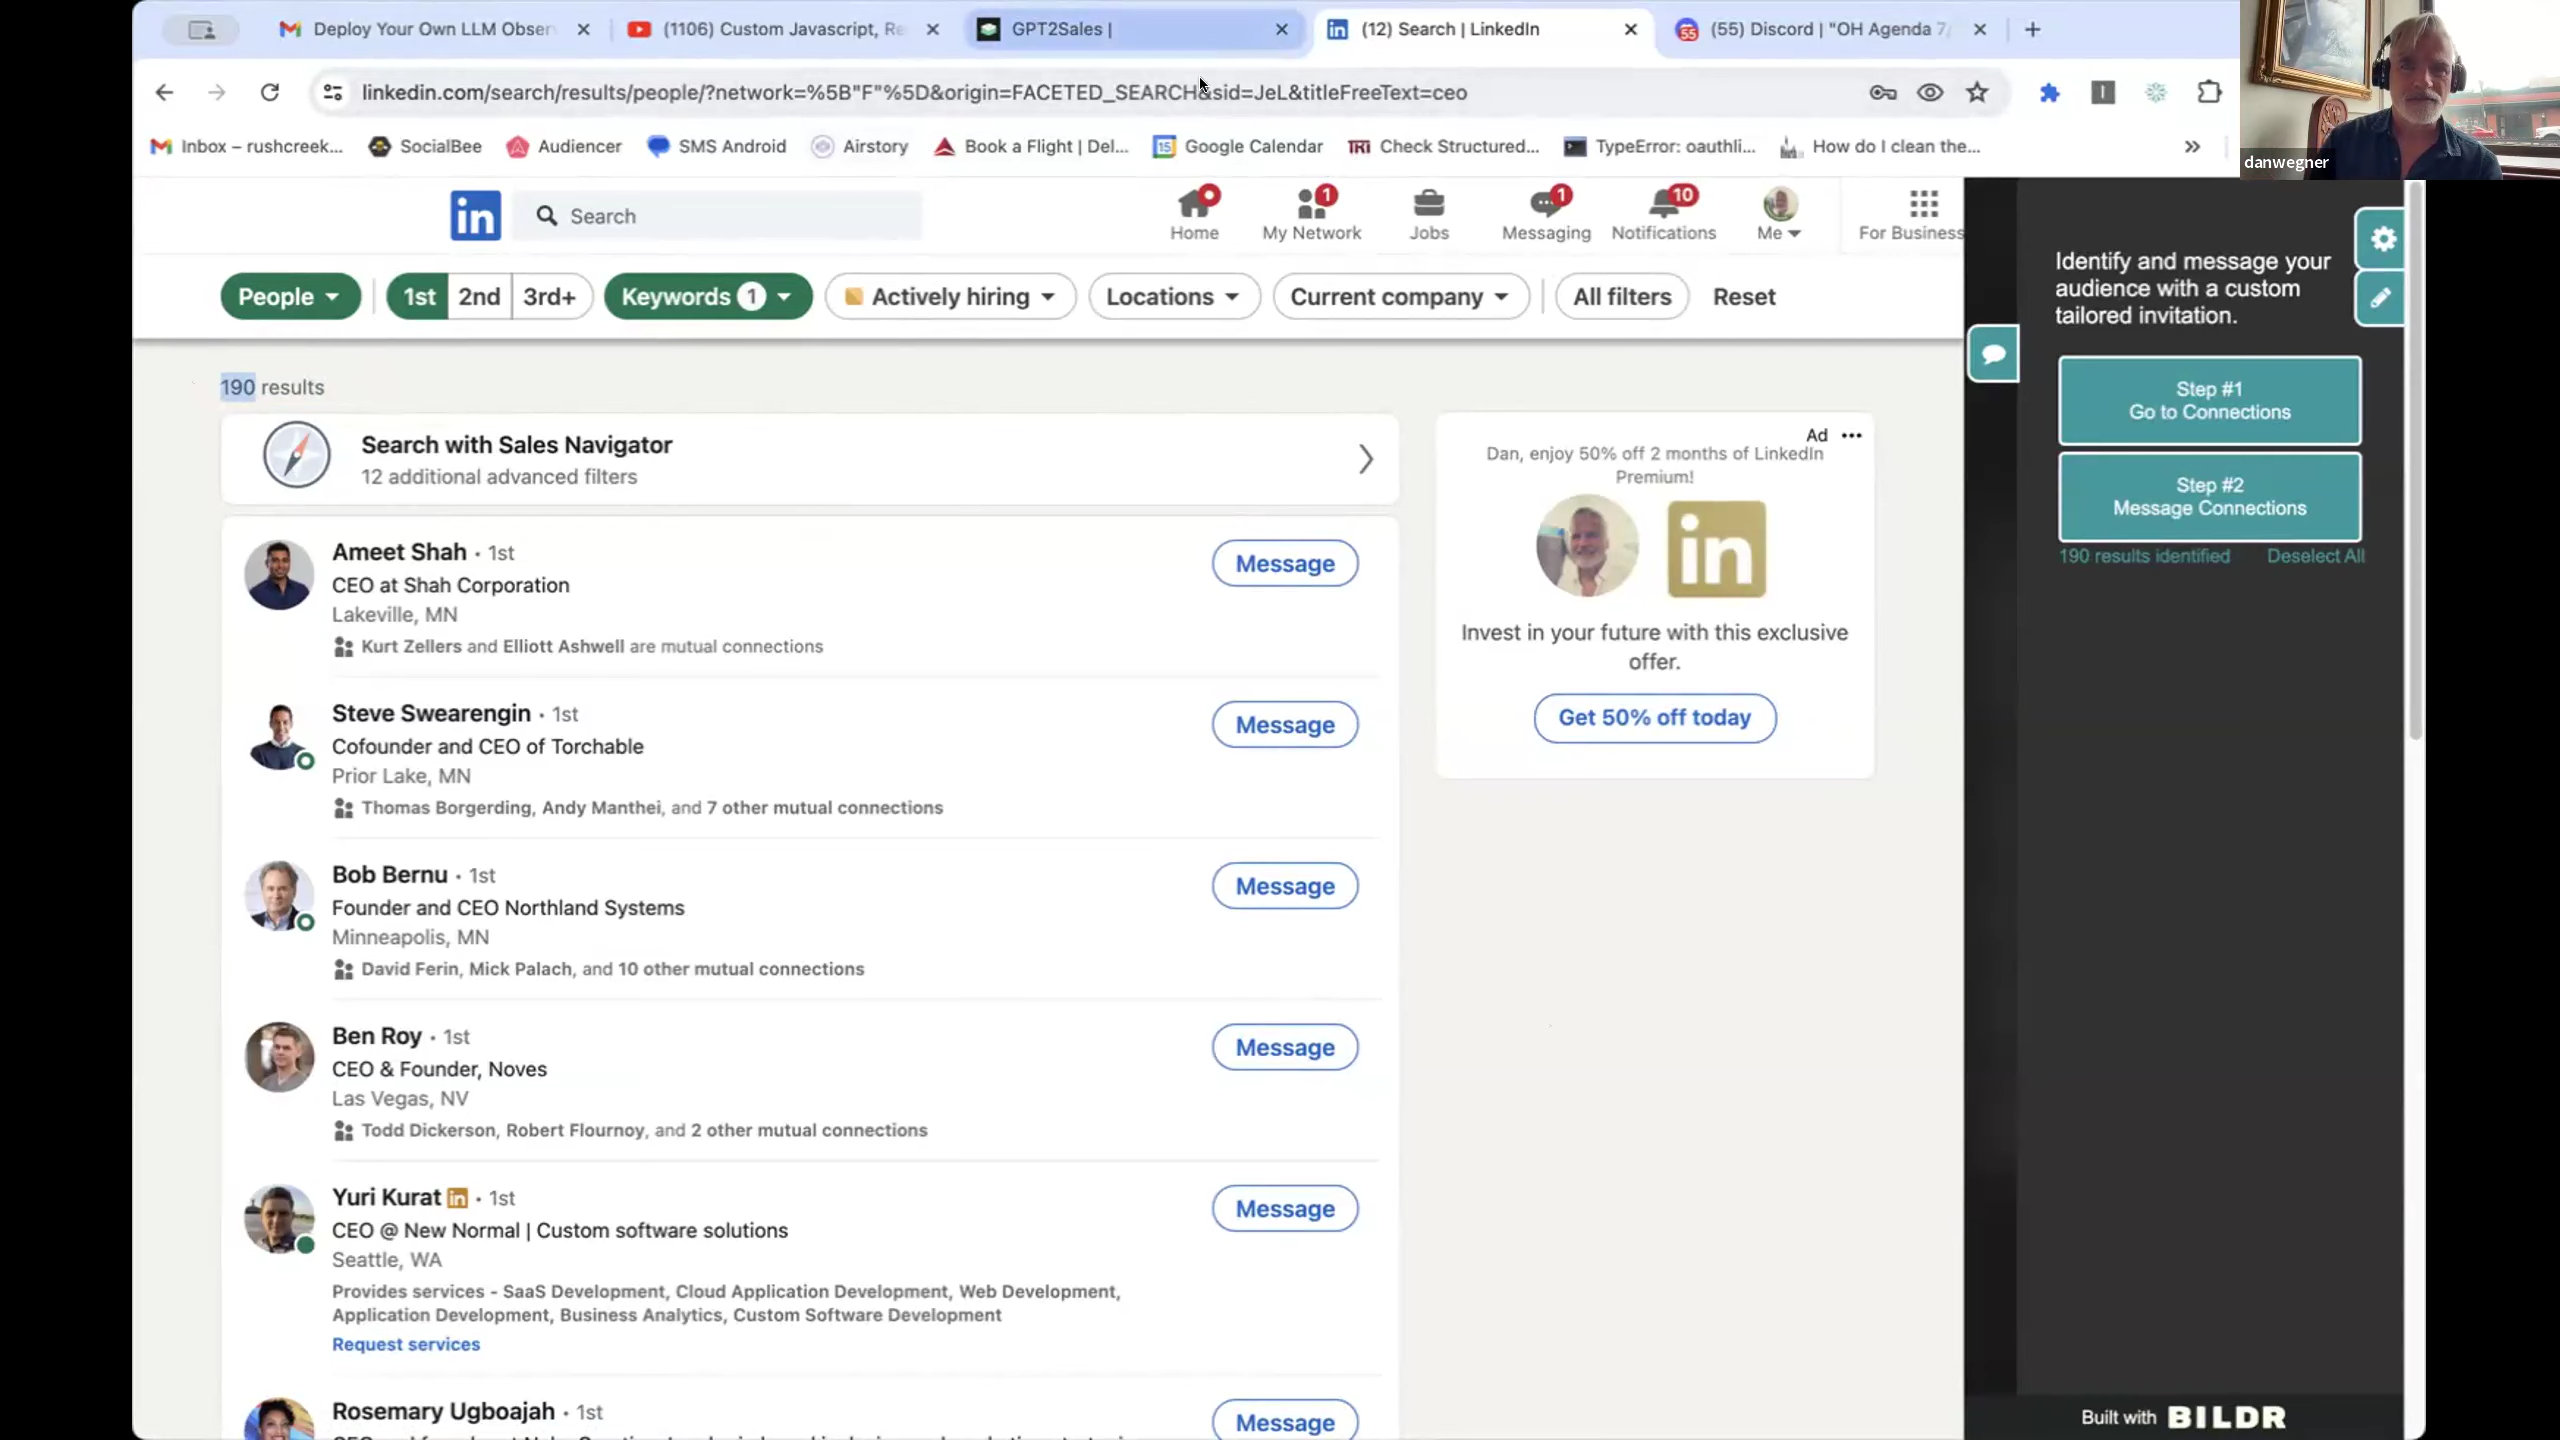 Deploy Your Own LLM Obser
(1106) Custom Javascript, Re
GPT2Sales |
(12) Search | LinkedIn
(55) Discord | "OH Agenda 7/
linkedin.com/search/results/people/?network=%5B"F"%5D&origin=FACETED_SEARCH&sid=JeL&titleFreeText=ceo
danwegner
Inbox – rushcreek...
SocialBee
Audiencer
SMS Android
Airstory
Book a Flight | Del...
15
Google Calendar
TRI
Check Structured...
TypeError: oauthli...
How do I clean the...
»
in
Search
Home
1
My Network
Jobs
1
Messaging
10
Notifications
Me
For Business
People
1st
2nd
3rd+
Keywords 1
Actively hiring
Locations
Current company
All filters
Reset
190 results
Search with Sales Navigator
12 additional advanced filters
Ameet Shah • 1st
CEO at Shah Corporation
Lakeville, MN
Kurt Zellers and Elliott Ashwell are mutual connections
Message
Steve Swearengin • 1st
Cofounder and CEO of Torchable
Prior Lake, MN
Thomas Borgerding, Andy Manthei, and 7 other mutual connections
Message
Bob Bernu • 1st
Founder and CEO Northland Systems
Minneapolis, MN
David Ferin, Mick Palach, and 10 other mutual connections
Message
Ben Roy • 1st
CEO & Founder, Noves
Las Vegas, NV
Todd Dickerson, Robert Flournoy, and 2 other mutual connections
Message
Yuri Kurat in • 1st
CEO @ New Normal | Custom software solutions
Seattle, WA
Provides services - SaaS Development, Cloud Application Development, Web Development,
Application Development, Business Analytics, Custom Software Development
Request services
Message
Rosemary Ugboajah • 1st
Message
Ad
Dan, enjoy 50% off 2 months of LinkedIn
Premium!
in
Invest in your future with this exclusive
offer.
Get 50% off today
Identify and message your
audience with a custom
tailored invitation.
Step #1
Go to Connections
Step #2
Message Connections
190 results identified
Deselect All
Built with BILDR